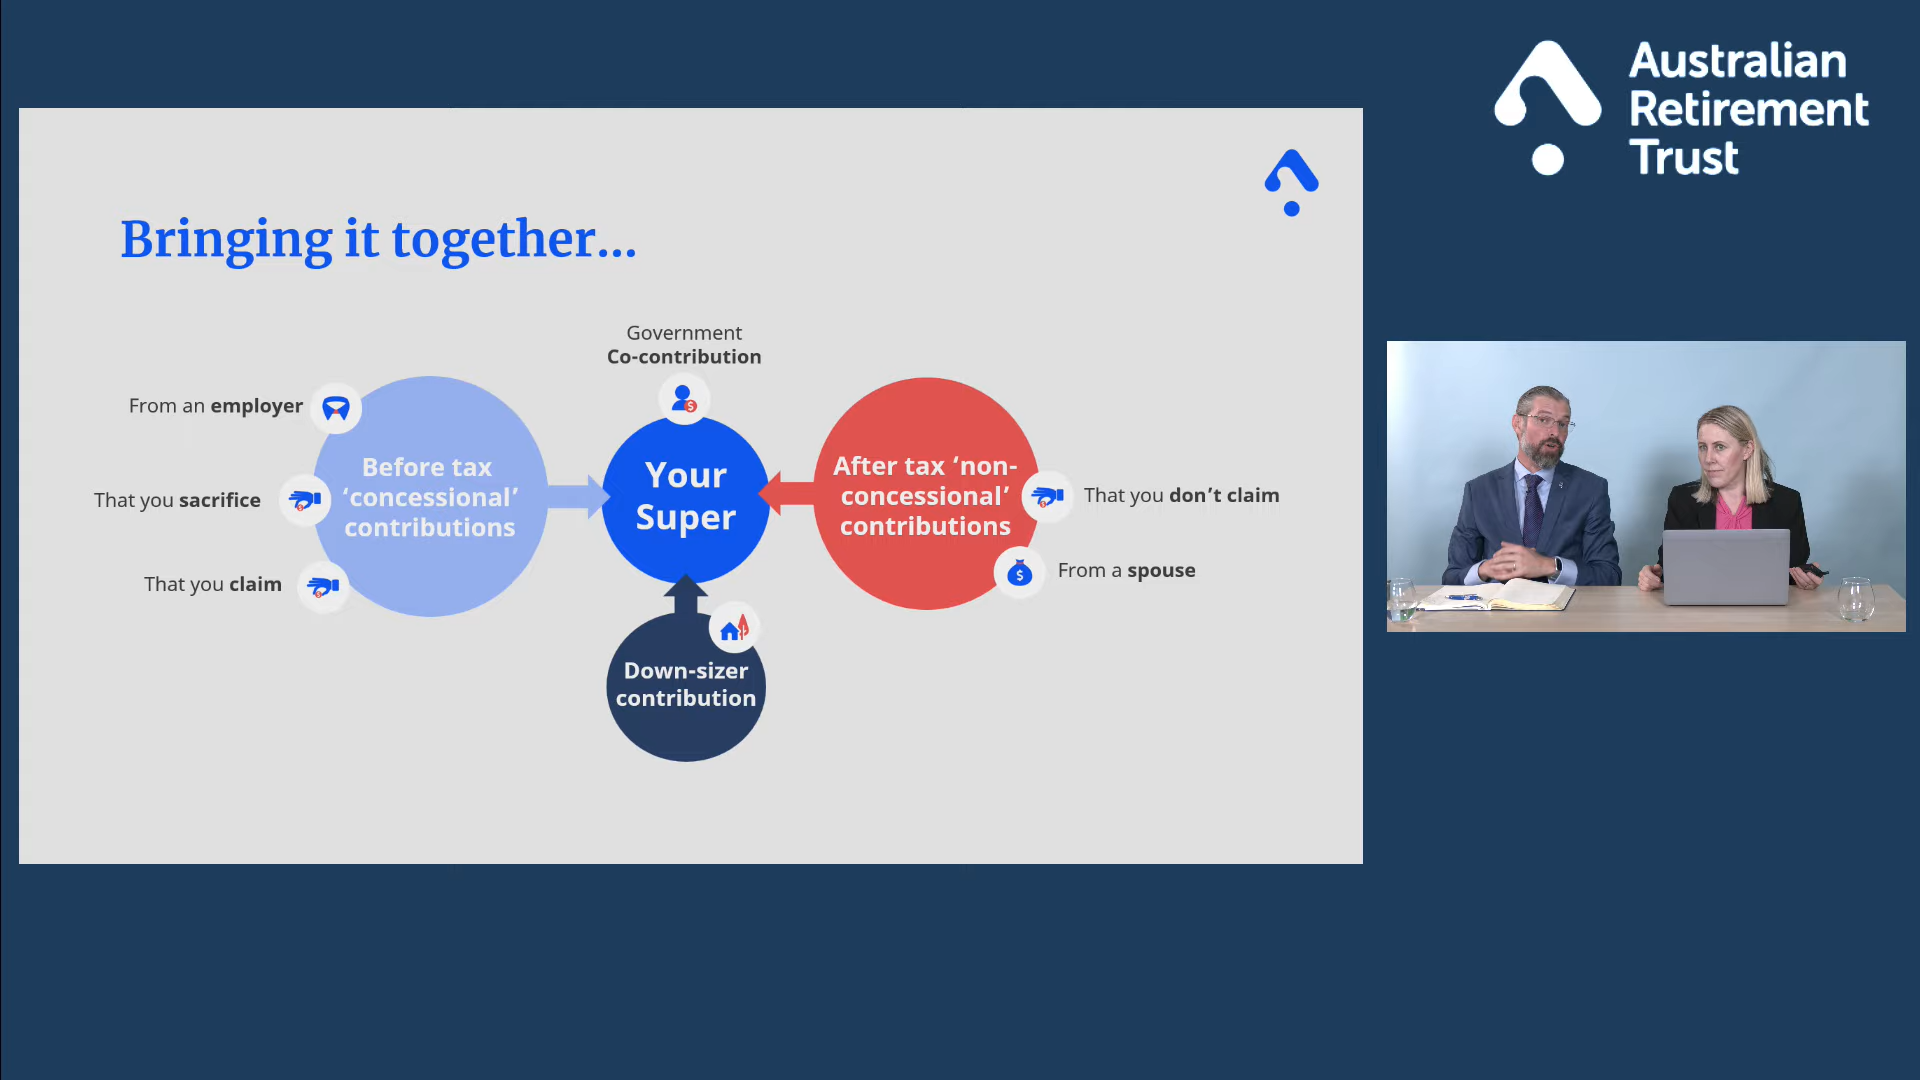 Australian
Retirement
Trust
Bringing it together...
Government
Co-contribution
From an employer
That you sacrifice
That you claim
Before tax
‘concessional’
contributions
Your
Super
After tax ‘non-
concessional’
contributions
That you don’t claim
From a spouse
Down-sizer
contribution